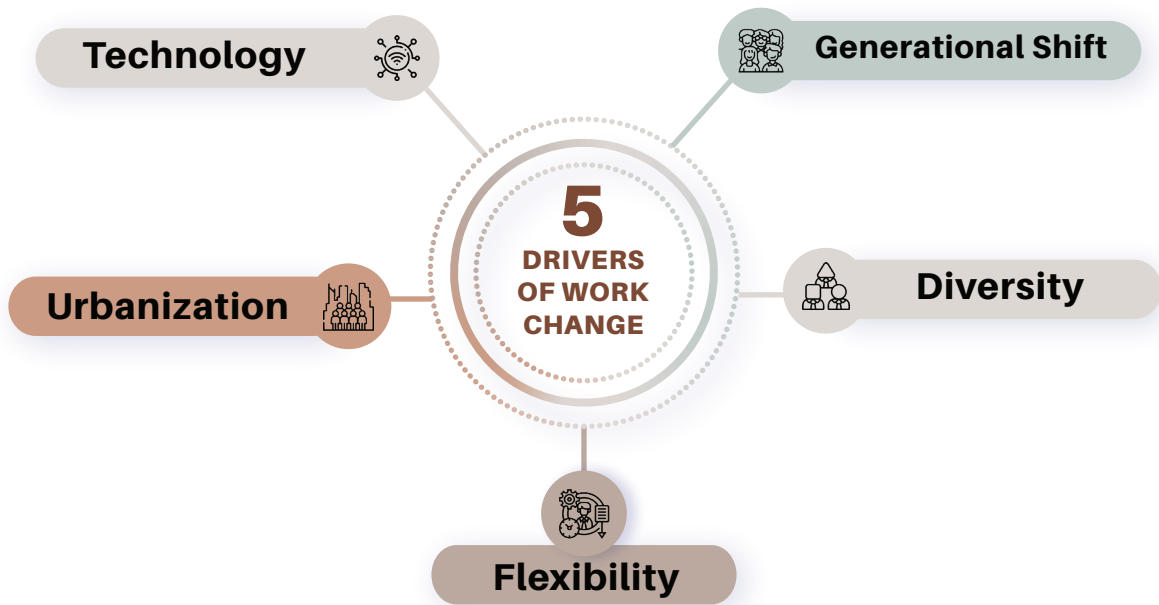 Technology
Generational Shift
5
DRIVERS
OF WORK
CHANGE
Urbanization
Diversity
Flexibility